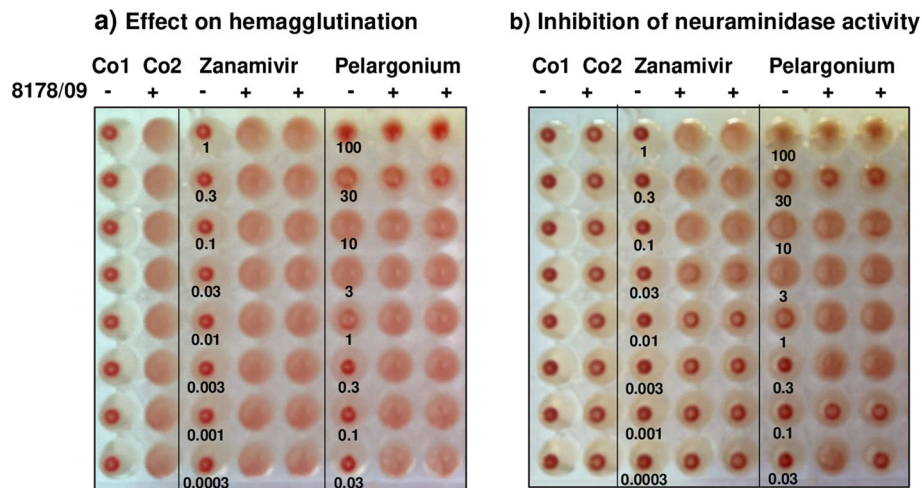 a) Effect on hemagglutination
b) Inhibition of neuraminidase activity
Co1 Co2 Zanamivir Pelargonium
Co1 Co2 Zanamivir Pelargonium
8178/09 - + - + + - + +
- + - + + - + +
1 100
0.3 30
0.1 10
0.03 3
0.01 1
0.003 0.3
0.001 0.1
0.0003 0.03
1 100
0.3 30
0.1 10
0.03 3
0.01 1
0.003 0.3
0.001 0.1
0.0003 0.03